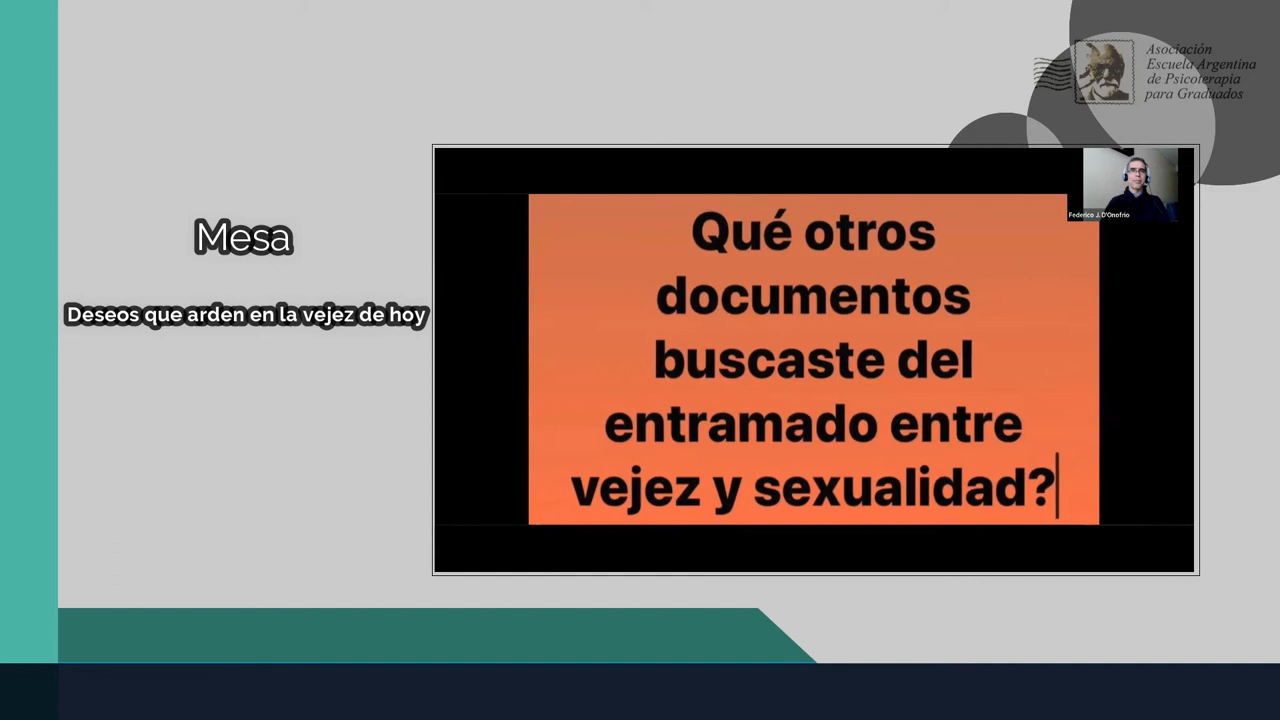 Asociación
Escuela Argentina
de Psicoterapia
para Graduados
Mesa
Deseos que arden en la vejez de hoy
Qué otros
documentos
buscaste del
entramado entre
vejez y sexualidad?
Federico J. D'Onofrio